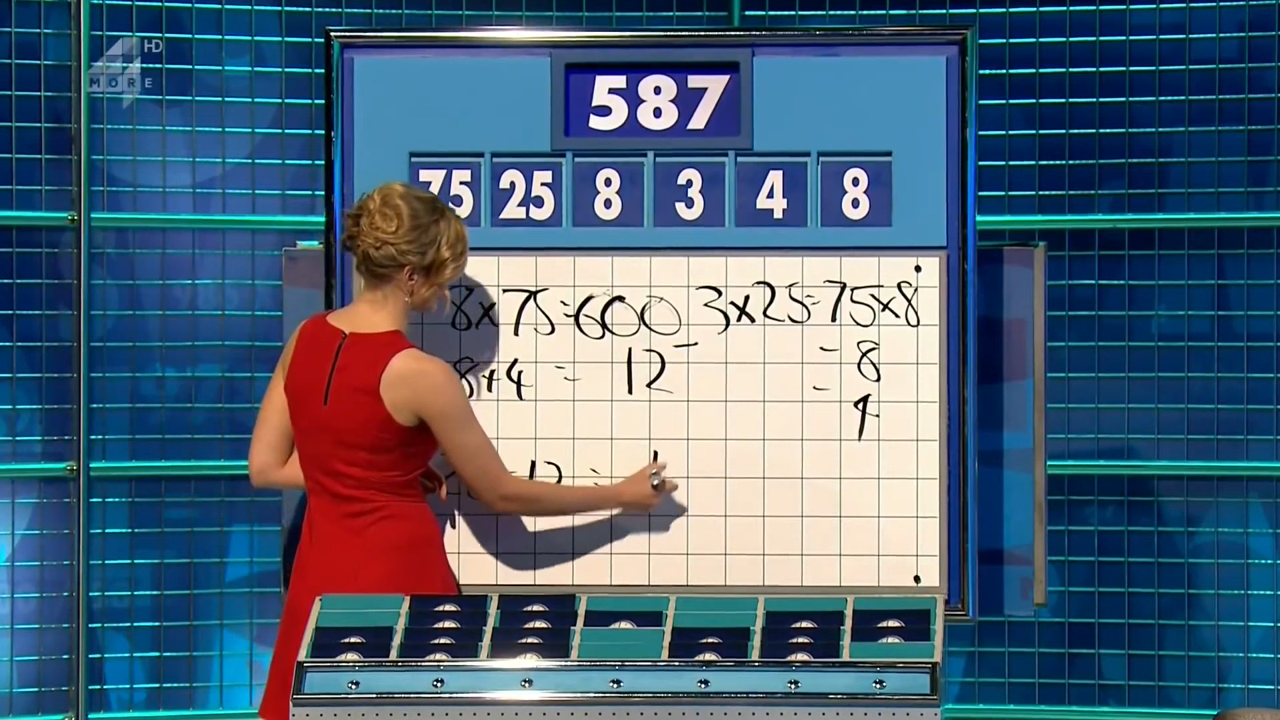 4 HD
MORE
587
75 25 8 3 4 8
8x75=600 3x25=75x8
8+4 = 12
- 8
- 4